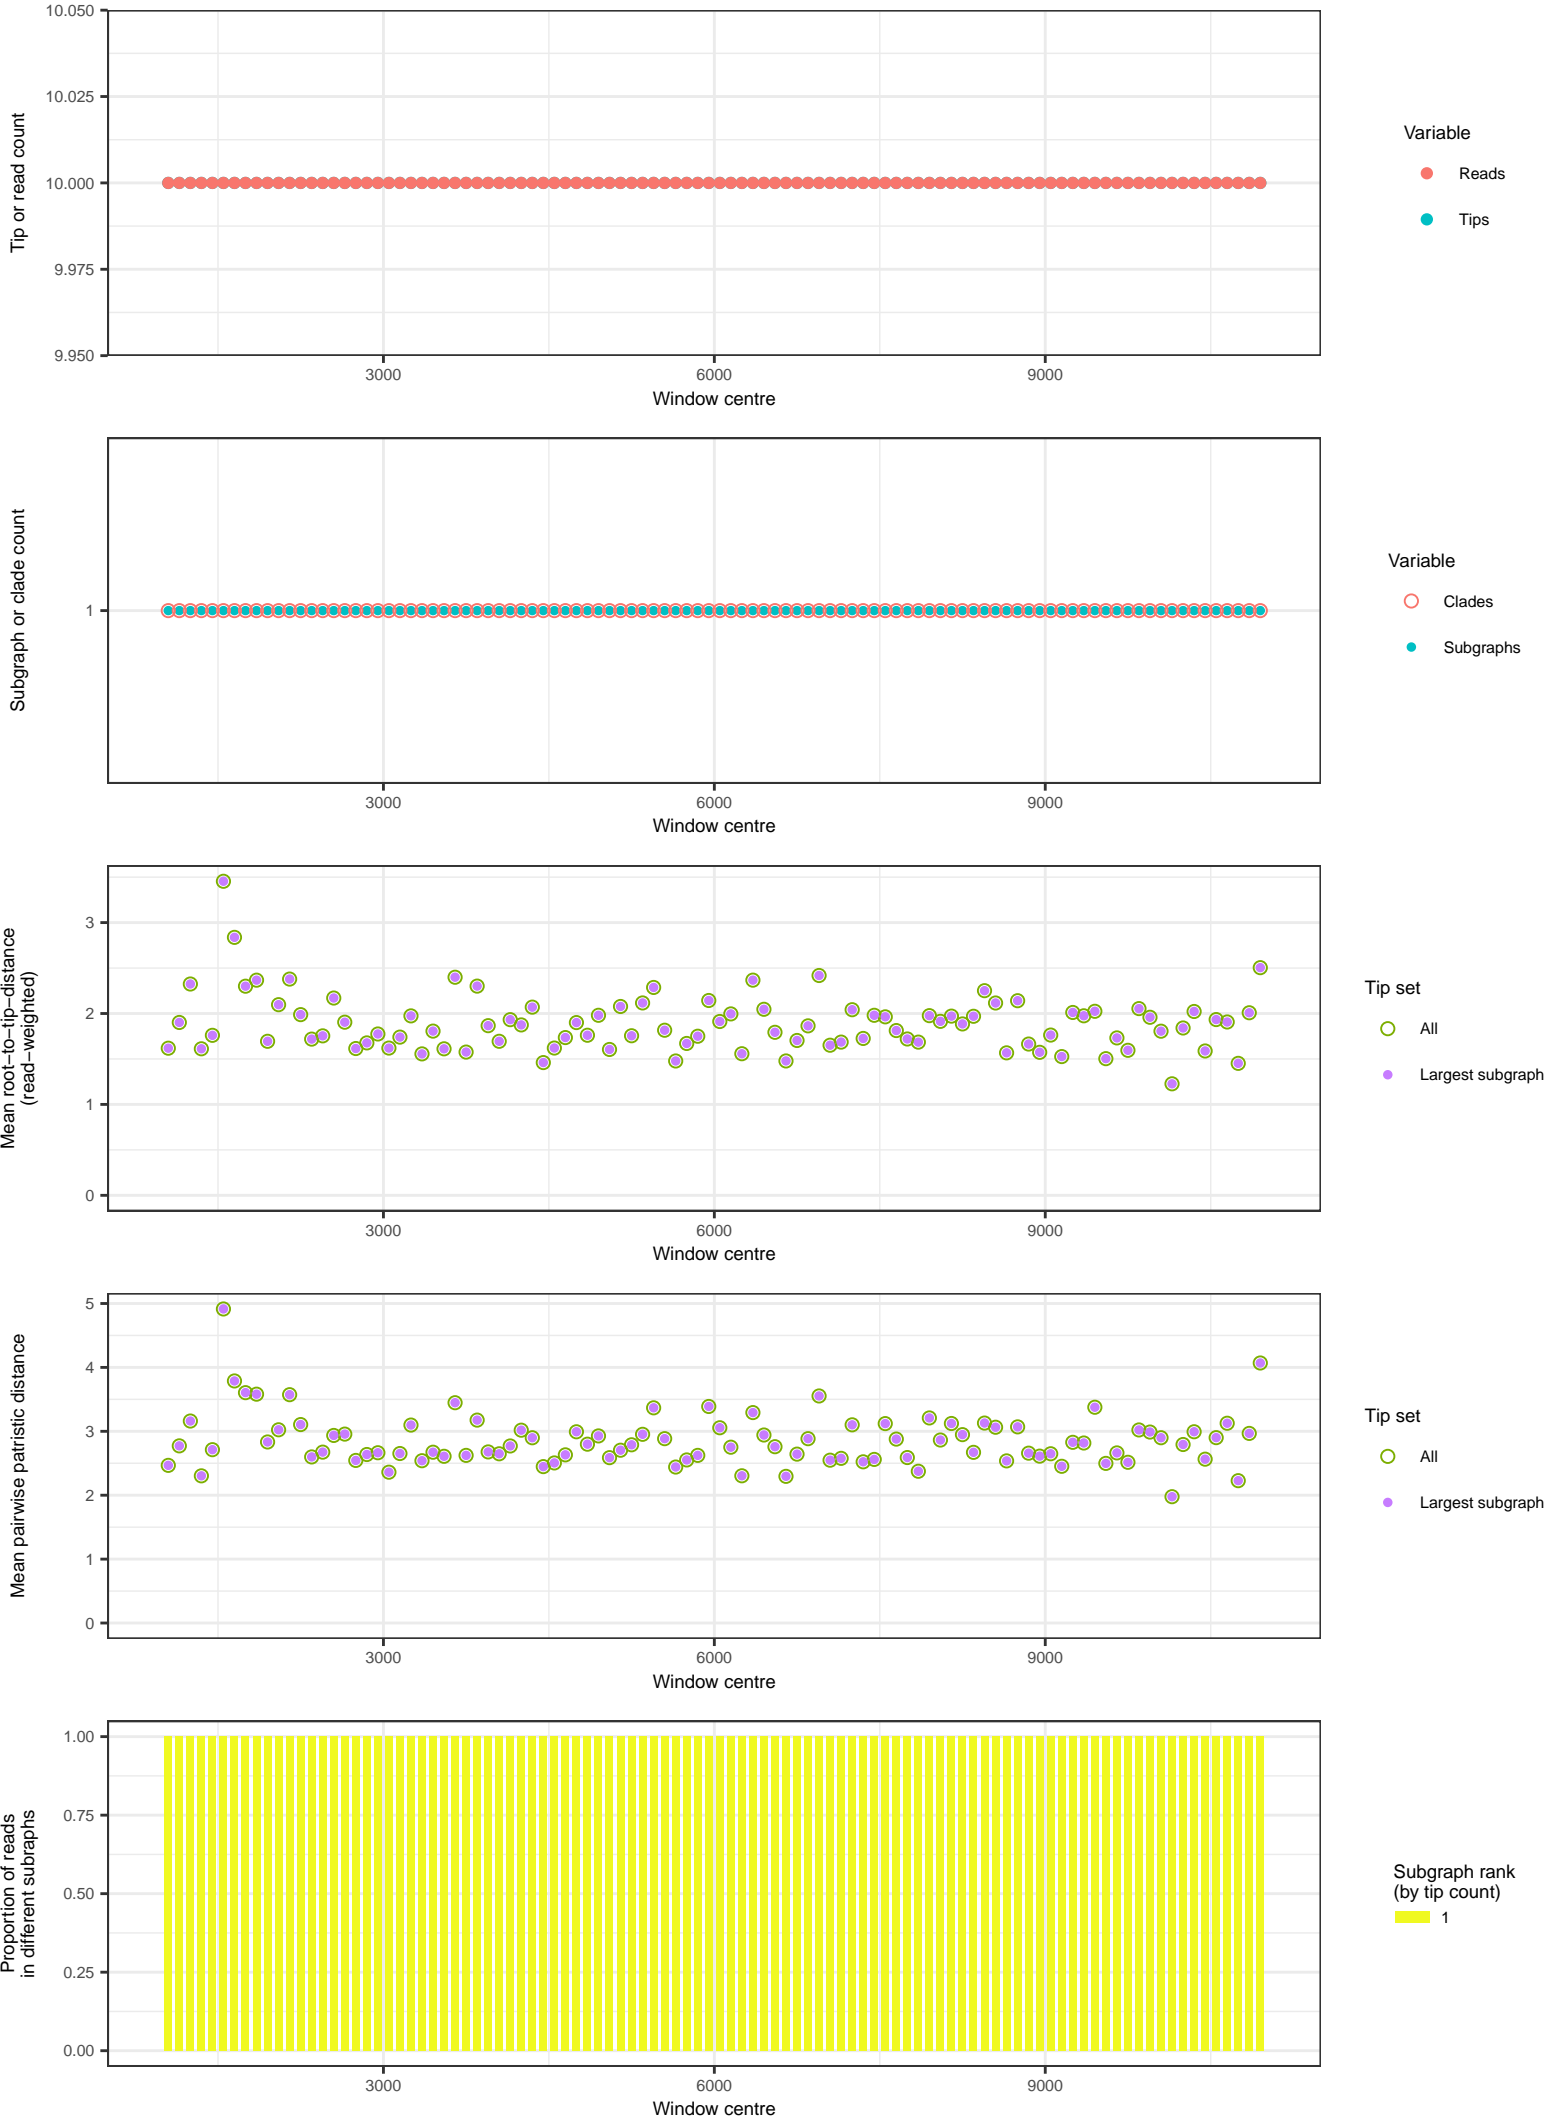 10.050
10.025
10.000
9.975
9.950
Tip or read count
3000
6000
9000
Window centre
Variable
Reads
Tips
1
Subgraph or clade count
3000
6000
9000
Window centre
Variable
Clades
Subgraphs
3
2
1
0
Mean root−to−tip−distance
(read−weighted)
3000
6000
9000
Window centre
Tip set
All
Largest subgraph
5
4
3
2
1
0
Mean pairwise patristic distance
3000
6000
9000
Window centre
Tip set
All
Largest subgraph
1.00
0.75
0.50
0.25
0.00
Proportion of reads
in different subraphs
3000
6000
9000
Window centre
Subgraph rank
(by tip count)
1